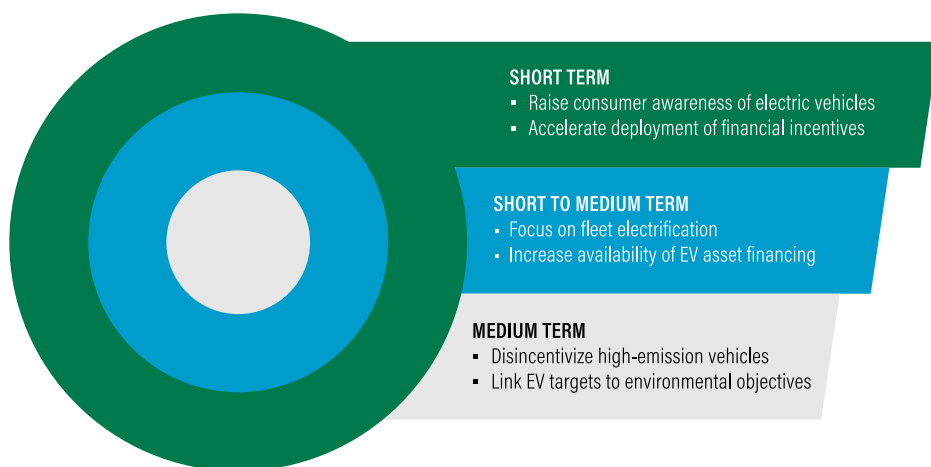 SHORT TERM
▪ Raise consumer awareness of electric vehicles
▪ Accelerate deployment of financial incentives
SHORT TO MEDIUM TERM
▪ Focus on fleet electrification
▪ Increase availability of EV asset financing
MEDIUM TERM
▪ Disincentivize high-emission vehicles
▪ Link EV targets to environmental objectives